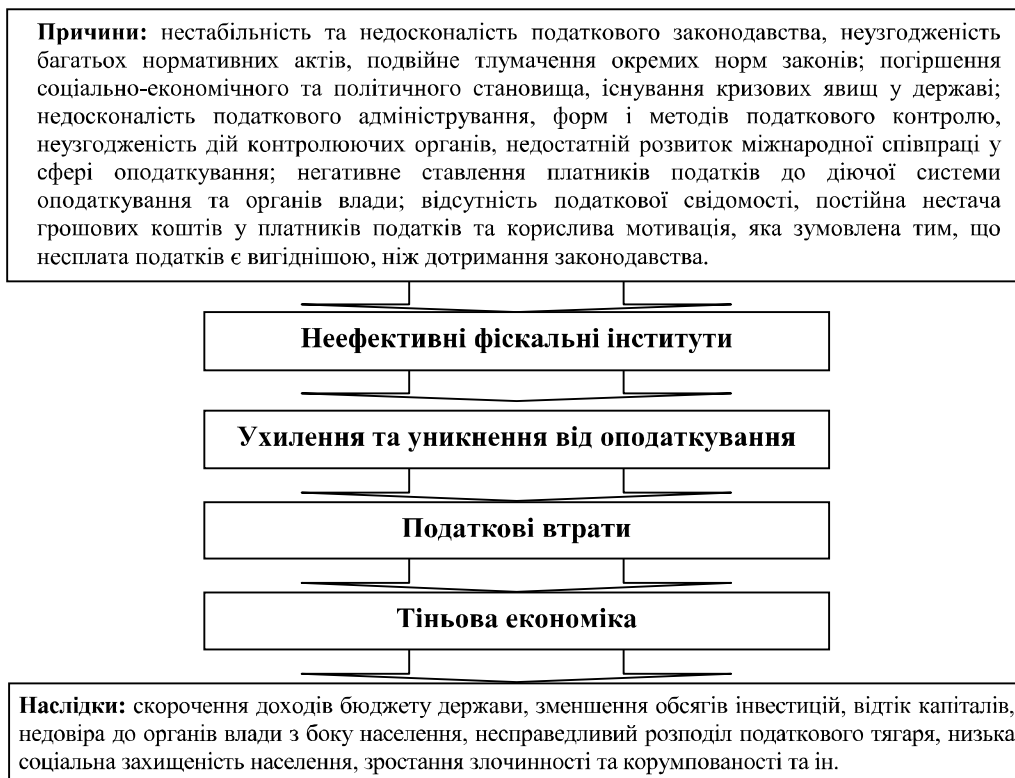 Причини: нестабільність та недосконалість податкового законодавства, неузгодженість
багатьох нормативних актів, подвійне тлумачення окремих норм законів; погіршення
соціально-економічного та політичного становища, існування кризових явищ у державі;
недосконалість податкового адміністрування, форм і методів податкового контролю,
неузгодженість дій контролюючих органів, недостатній розвиток міжнародної співпраці у
сфері оподаткування; негативне ставлення платників податків до діючої системи
оподаткування та органів влади; відсутність податкової свідомості, постійна нестача
грошових коштів у платників податків та корислива мотивація, яка зумовлена тим, що
несплата податків є вигіднішою, ніж дотримання законодавства.
Неефективні фіскальні інститути
Ухилення та уникнення від оподаткування
Податкові втрати
Тіньова економіка
Наслідки: скорочення доходів бюджету держави, зменшення обсягів інвестицій, відтік капіталів,
недовіра до органів влади з боку населення, несправедливий розподіл податкового тягаря, низька
соціальна захищеність населення, зростання злочинності та корумпованості та ін.